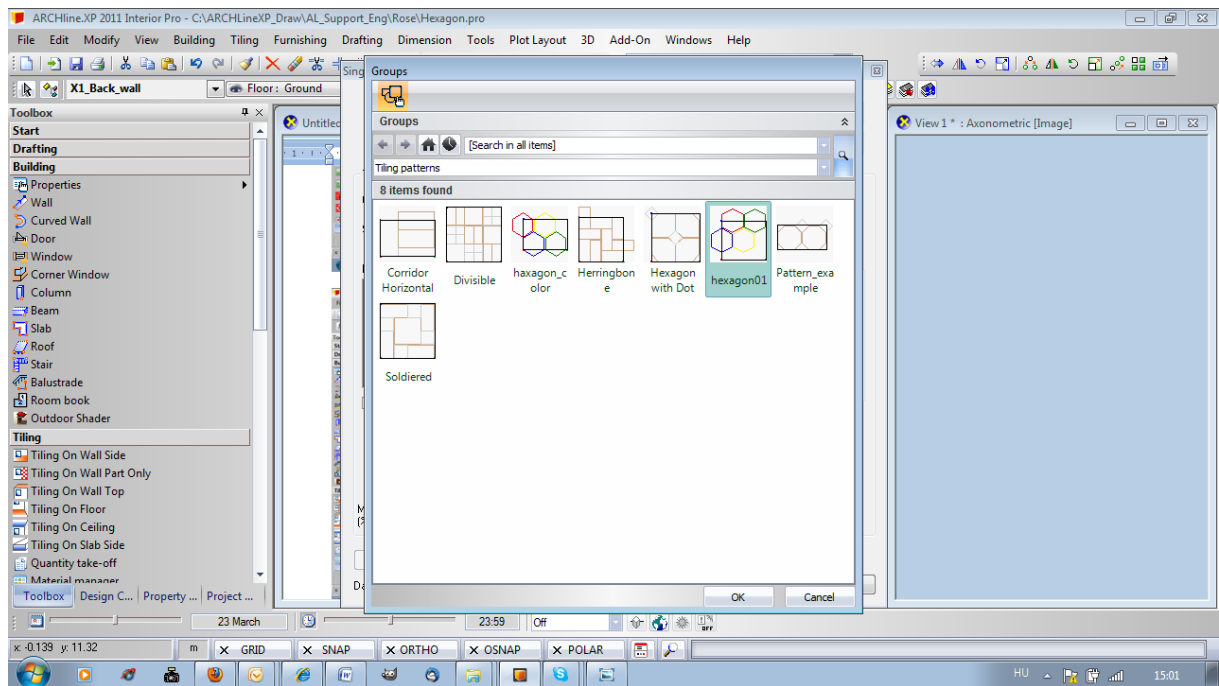 ARCHline.XP 2011 Interior Pro - C:\ARCHLineXP_Draw\AL_Support_Eng\Rose\Hexagon.pro
File Edit Modify View Building Tiling Furnishing Drafting Dimension Tools Plot Layout 3D Add-On Windows Help
X1_Back_wall Floor: Ground
Toolbox
Start
Drafting
Building
Properties
Wall
Curved Wall
Door
Window
Corner Window
Column
Beam
Slab
Roof
Stair
Balustrade
Room book
Outdoor Shader
Tiling
Tiling On Wall Side
Tiling On Wall Part Only
Tiling On Wall Top
Tiling On Floor
Tiling On Ceiling
Tiling On Slab Side
Quantity take-off
Material manager
Toolbox Design C... Property ... Project ...
Untitled
Sing
Groups
Groups
[Search in all items]
Tiling patterns
8 items found
Corridor
Horizontal
Divisible
haxagon_c
olor
Herringbon
e
Hexagon
with Dot
hexagon01
Pattern_exa
mple
Soldiered
OK Cancel
View 1 * : Axonometric [Image]
23 March 23:59 Off
x: -0.139 y: 11.32 m GRID SNAP ORTHO OSNAP POLAR
HU 15:01